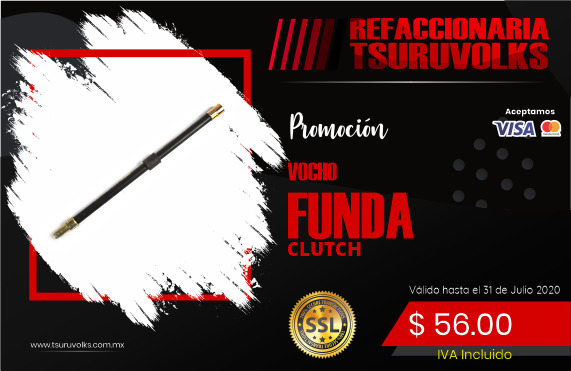 REFACCIONARIA
TSURUVOLKS
Aceptamos
VISA
Promoción
VOCHO
FUNDA
CLUTCH
Válido hasta el 31 de Julio 2020
SSL
$ 56.00
IVA Incluido
www.tsuruvolks.com.mx